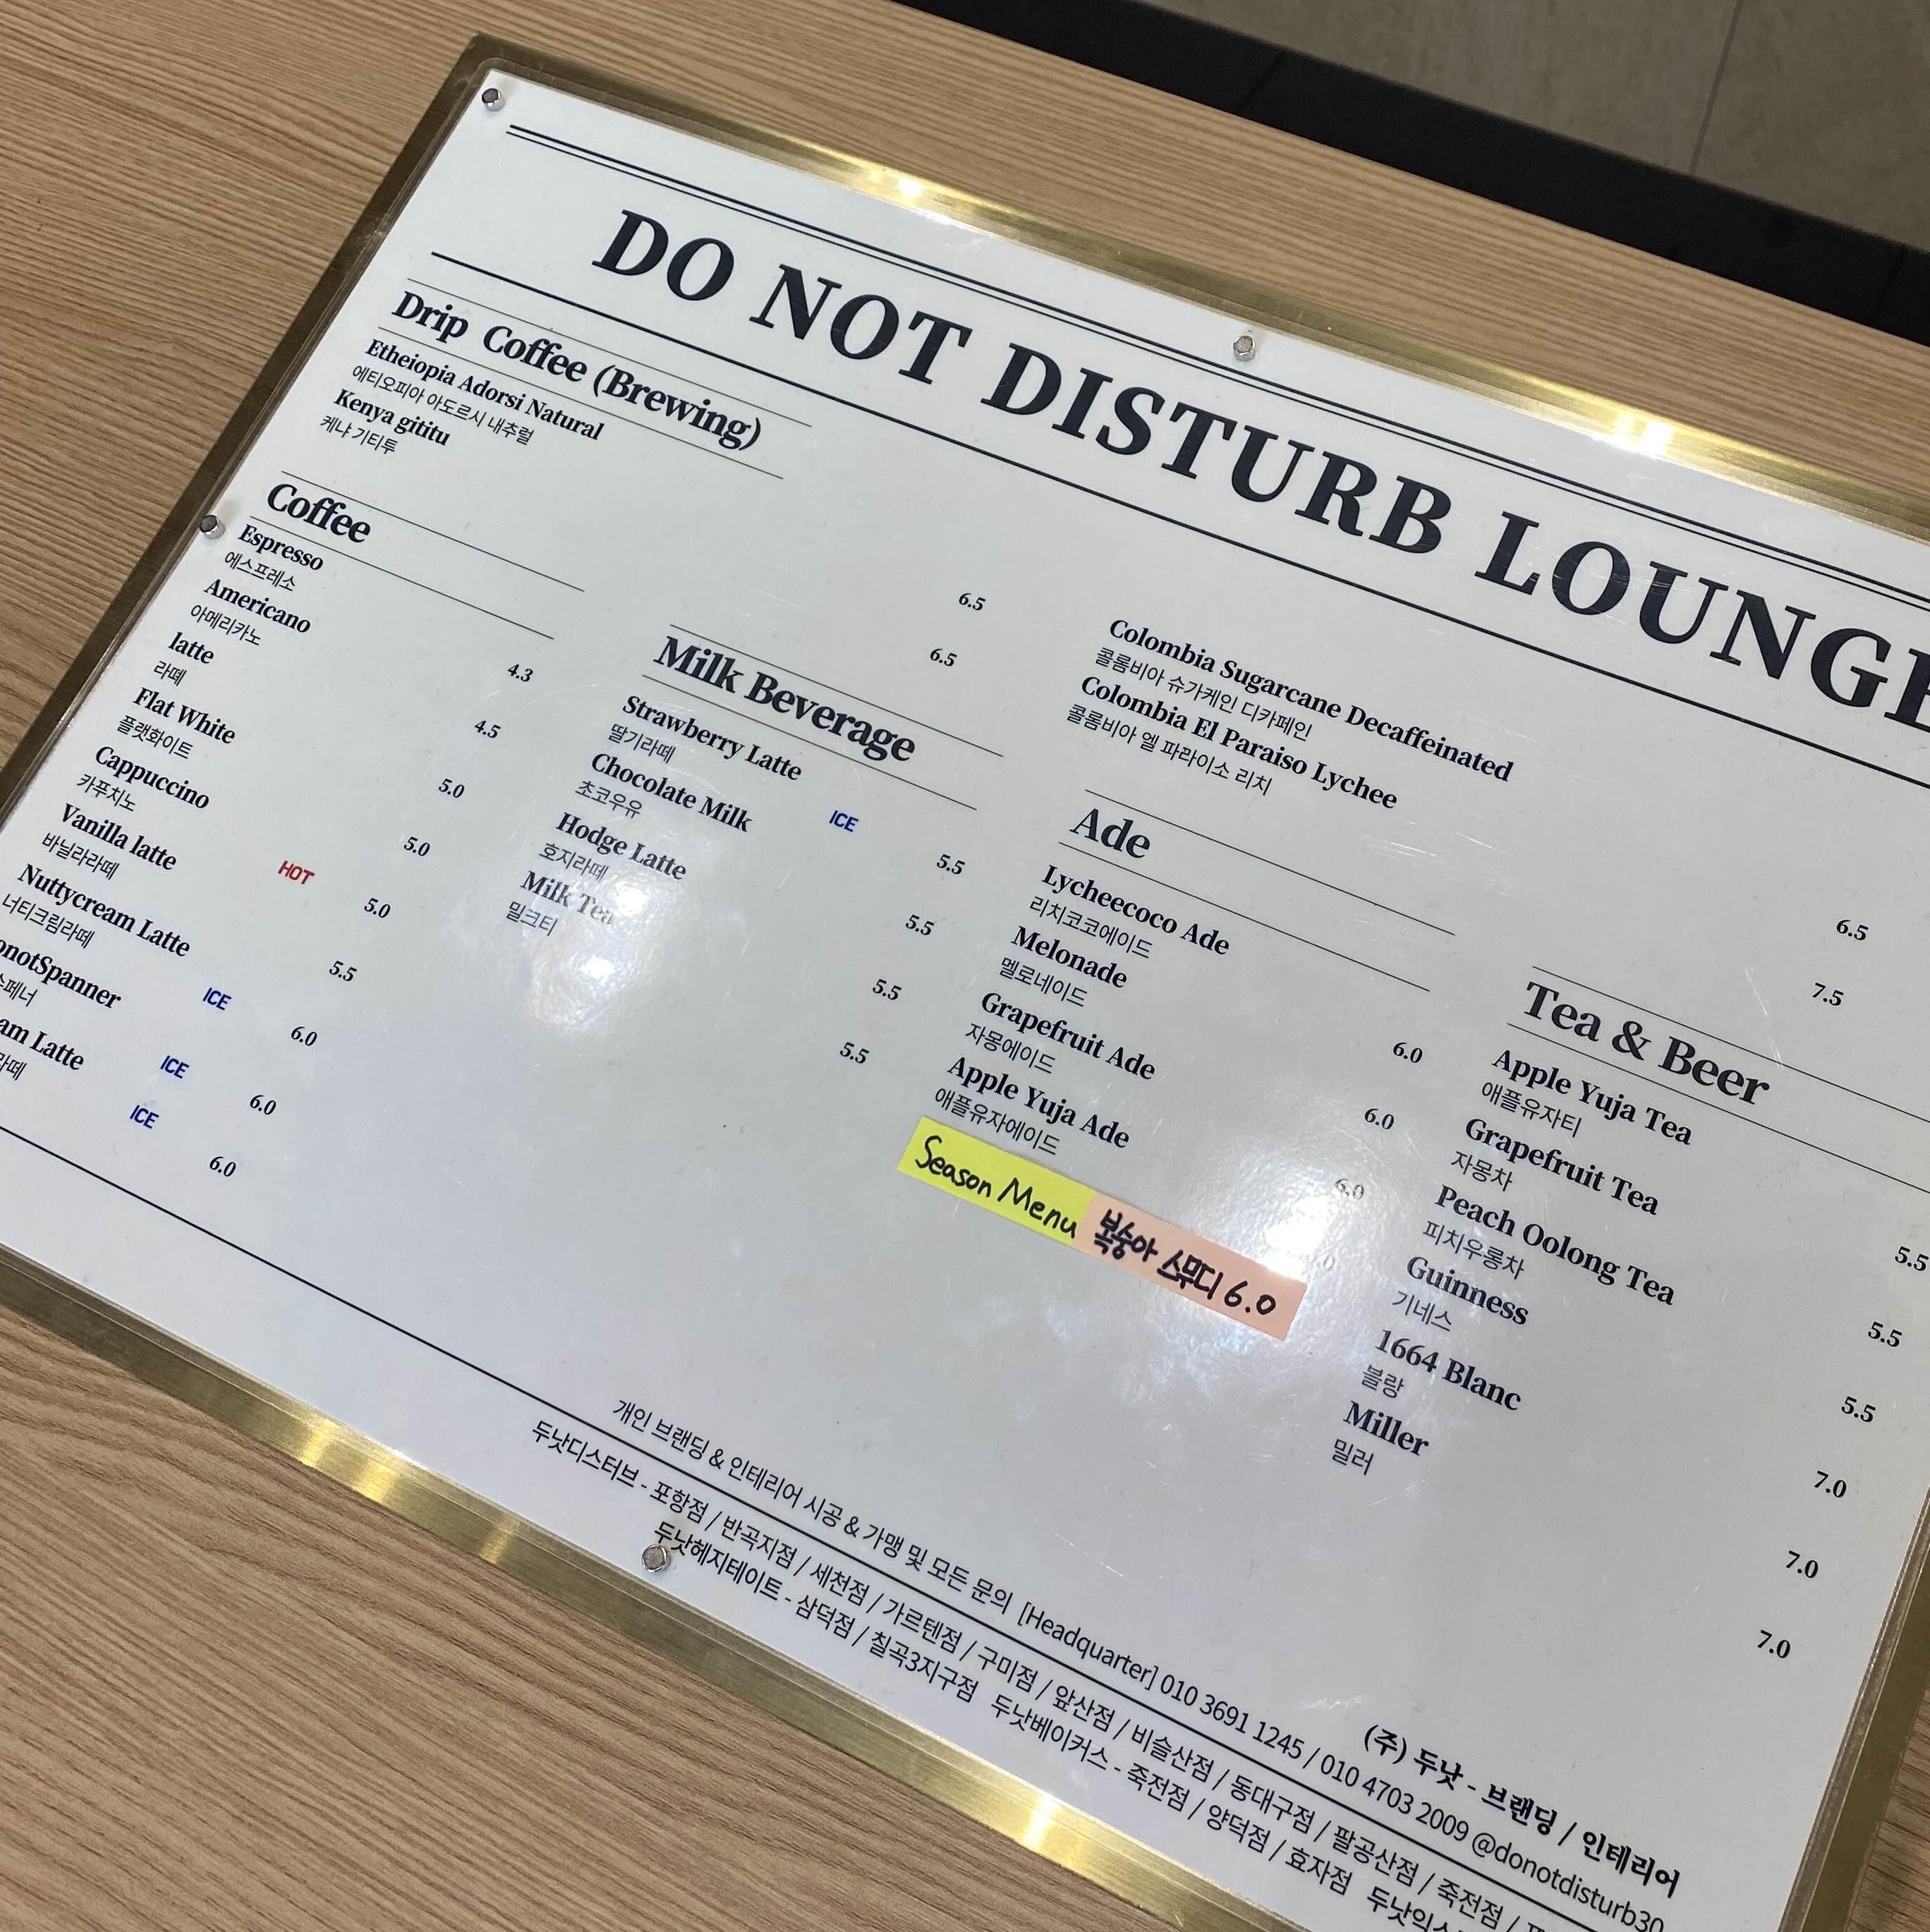 DO NOT DISTURB LOUNGE
Drip Coffee (Brewing)
Etheiopia Adorsi Natural 6.5
에티오피아 아도르시 내추럴
Kenya gititu 6.5
케냐 기티투
Colombia Sugarcane Decaffeinated 6.5
콜롬비아 슈가케인 디카페인
Colombia El Paraiso Lychee 7.5
콜롬비아 엘 파라이소 리치
Coffee
Espresso 4.3
에스프레소
Americano 4.5
아메리카노
latte 5.0
라떼
Flat White 5.0
플랫화이트
Cappuccino HOT 5.0
카푸치노
Vanilla latte 5.5
바닐라라떼
Nuttycream Latte ICE 6.0
너티크림라떼
onotSpanner ICE 6.0
스페너
am Latte ICE 6.0
라떼
Milk Beverage
Strawberry Latte ICE 5.5
딸기라떼
Chocolate Milk 5.5
초코우유
Hodge Latte 5.5
호지라떼
Milk Tea 5.5
밀크티
Ade
Lycheecoco Ade 6.0
리치코코에이드
Melonade 6.0
멜로네이드
Grapefruit Ade 6.0
자몽에이드
Apple Yuja Ade .0
애플유자에이드
Season Menu 복숭아 스무디 6.0
Tea & Beer
Apple Yuja Tea 5.5
애플유자티
Grapefruit Tea 5.5
자몽차
Peach Oolong Tea 5.5
피치우롱차
Guinness 7.0
기네스
1664 Blanc 7.0
블랑
Miller 7.0
밀러
(주) 두낫 - 브랜딩 / 인테리어
개인 브랜딩 & 인테리어 시공 & 가맹 및 모든 문의 [Headquarter] 010 3691 1245 / 010 4703 2009 @donotdisturb30
두낫디스터브 - 포항점 / 반곡지점 / 세천점 / 가르텐점 / 구미점 / 앞산점 / 비슬산점 / 동대구점 / 팔공산점 / 죽전점 /
두낫헤지테이트 - 삼덕점 / 칠곡3지구점 두낫베이커스 - 죽전점 / 양덕점 / 효자점